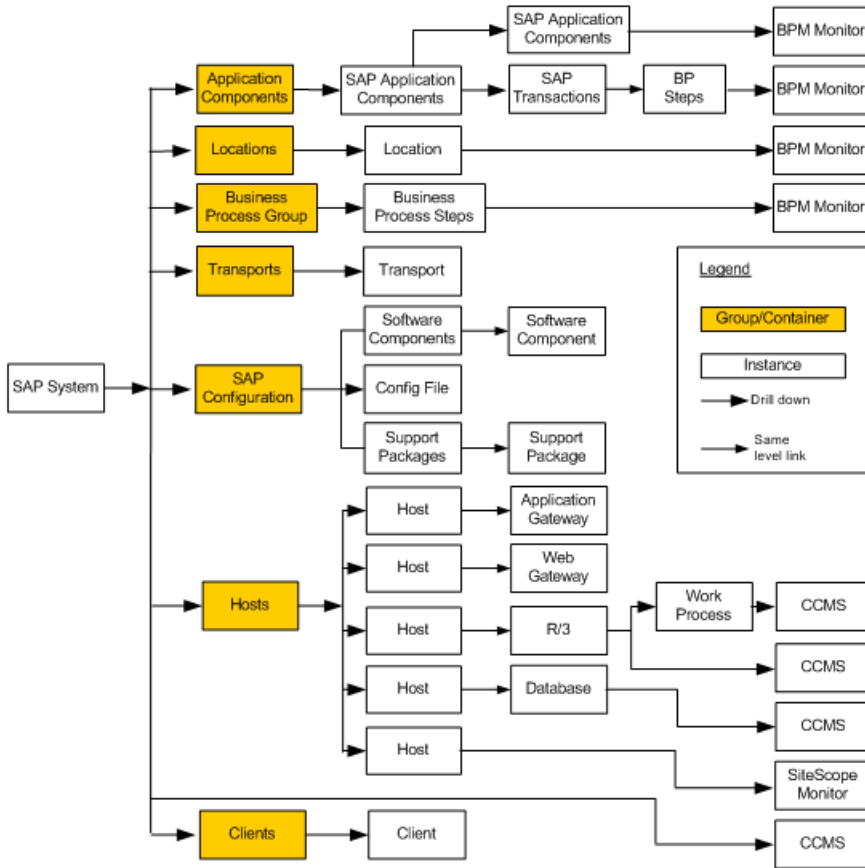 SAP Application
Components
BPM Monitor
Application
Components
SAP Application
Components
SAP
Transactions
BP
Steps
BPM Monitor
Locations
Location
BPM Monitor
Business
Process Group
Business
Process Steps
BPM Monitor
Transports
Transport
Legend
Group/Container
Instance
Drill down
Same
level link
Software
Components
Software
Component
SAP System
SAP
Configuration
Config File
Support
Packages
Support
Package
Host
Application
Gateway
Host
Web
Gateway
Hosts
Work
Process
CCMS
Host
R/3
CCMS
Host
Database
CCMS
Host
SiteScope
Monitor
Clients
Client
CCMS